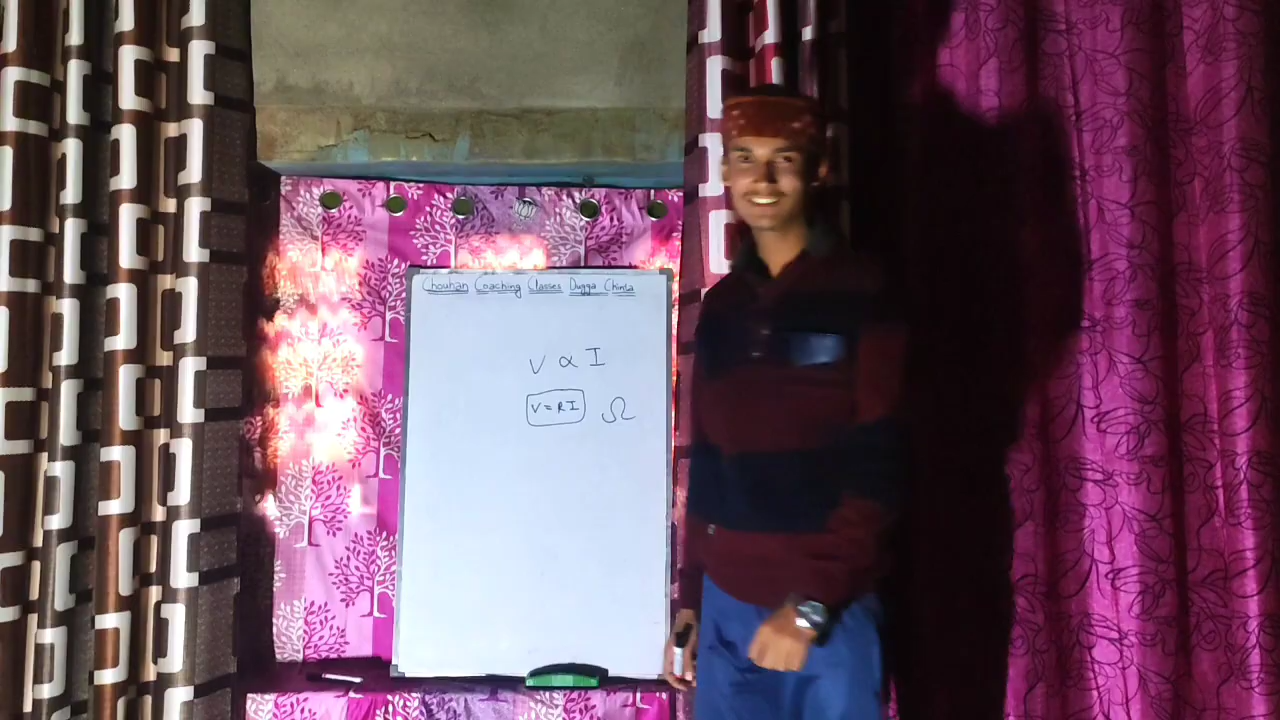 Chouhan Coaching Classes Dugga Chinta
V ∝ I
V = RI Ω